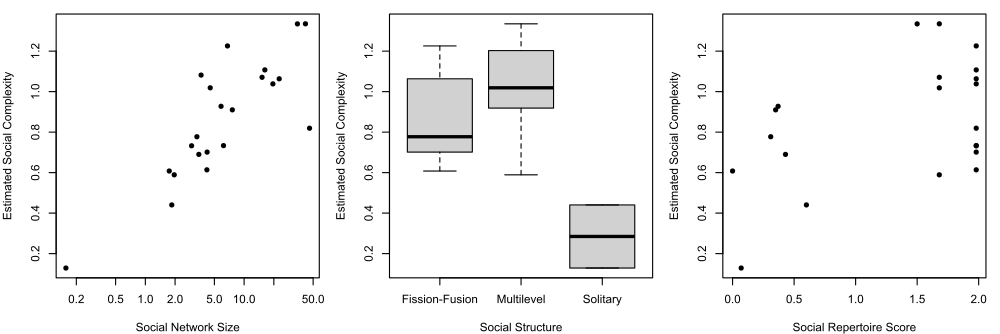 Estimated Social Complexity
0.2 0.4 0.6 0.8 1.0 1.2
0.2 0.5 1.0 2.0 5.0 10.0 50.0
Social Network Size
Estimated Social Complexity
0.2 0.4 0.6 0.8 1.0 1.2
Fission-Fusion Multilevel Solitary
Social Structure
Estimated Social Complexity
0.2 0.4 0.6 0.8 1.0 1.2
0.0 0.5 1.0 1.5 2.0
Social Repertoire Score